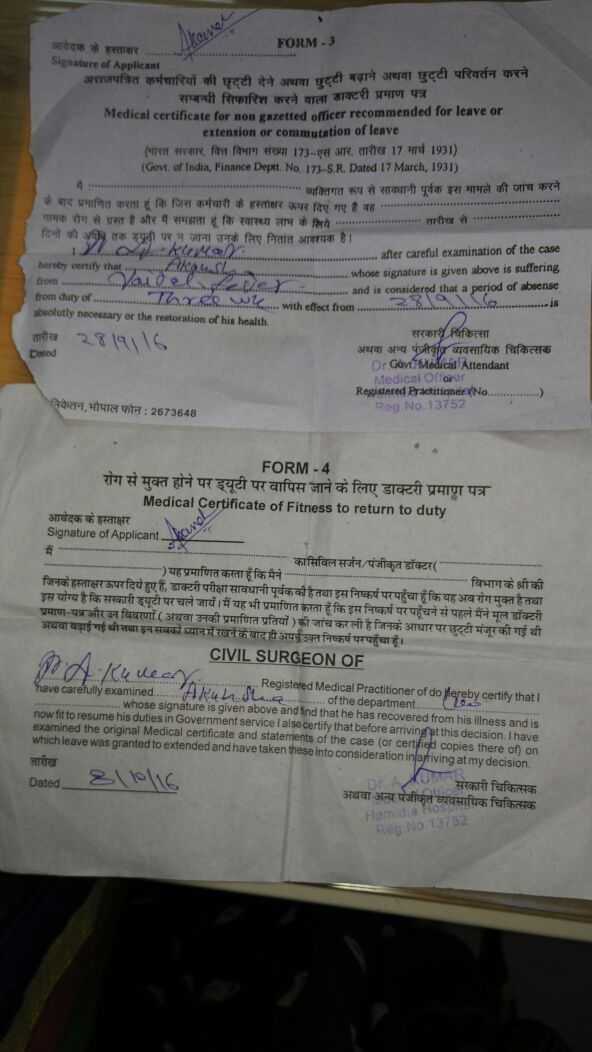 Akansh
आवेदक के हस्ताक्षर
FORM - 3
Signature of Applicant
अराजपत्रित कर्मचारियों की छृट्टी देने अथवा छुट्टी बढ़ाने अथवा छुट्टी परिवर्तन करने
सम्बन्धी सिफारिश करने वाला डाक्टरी प्रमाण पत्र
Medical certificate for non gazetted officer recommended for leave or
extension or commutation of leave
(भारत सरकार, वित्त विभाग संख्या 173–एस आर. तारीख 17 मार्च 1931)
(Govt. of India, Finance Deptt. No. 173–S.R. Dated 17 March, 1931)
मैं व्यक्तिगत रूप से सावधानी पूर्वक इस मामले की जांच करने
के बाद प्रमाणित करता हूं कि जिस कर्मचारी के हस्ताक्षर ऊपर दिए गए हैं वह
नामक रोग से ग्रस्त है और मैं समझता हूं कि स्वास्थ्य लाभ के लिये तारीख से
दिनों की अवधि तक ड्यूटी पर न जाना उनके लिए नितांत आवश्यक है।
I Kumar after careful examination of the case
hereby certify that Akansha whose signature is given above is suffering
from fever and is considered that a period of absense
from duty of Three wk with effect from 28/9/16 is
absolutely necessary or the restoration of his health.
तारीख 28/9/16
Dated
सरकारी चिकित्सा
अथवा अन्य पंजीकृत व्यवसायिक चिकित्सक
Govt. Medical Attendant
Medical Officer
or
Registered Practitioner (No..............)
Reg.No.13752
निकेतन, भोपाल फोन : 2673648
FORM - 4
रोग से मुक्त होने पर ड्यूटी पर वापिस जाने के लिए डाक्टरी प्रमाण पत्र
Medical Certificate of Fitness to return to duty
आवेदक के हस्ताक्षर
Signature of Applicant
मैं का सिविल सर्जन/पंजीकृत डॉक्टर (
) यह प्रमाणित करता हूँ कि मैंने विभाग के श्री की
जिनके हस्ताक्षर ऊपर दिये हुए हैं, डाक्टरी परीक्षा सावधानी पूर्वक की है तथा इस निष्कर्ष पर पहुंचा हूँ कि यह अब रोग मुक्त है तथा
इस योग्य है कि सरकारी ड्यूटी पर चले जायें। मैं यह भी प्रमाणित करता हूँ कि इस निष्कर्ष पर पहुँचने से पहले मैंने मूल डॉक्टरी
प्रमाण-पत्र और उन विवरणों (अथवा उनकी प्रमाणित प्रतियों) की जांच कर ली है जिनके आधार पर छुट्टी मंजूर की गई थी
अथवा बढ़ाई गई थी तथा इन सबको ध्यान में रखने के बाद ही अपने उक्त निष्कर्ष पर पहुंचा हूँ।
CIVIL SURGEON OF
A. Kumar Registered Medical Practitioner of do hereby certify that I
have carefully examined Akansha of the department
whose signature is given above and find that he has recovered from his illness and is
now fit to resume his duties in Government service I also certify that before arriving at this decision. I have
examined the original Medical certificate and statements of the case (or certified copies there of) on
which leave was granted to extended and have taken these into consideration in arriving at my decision.
तारीख
Dated 8/10/16
Dr. A. KUMAR
सरकारी चिकित्सक
अथवा अन्य पंजीकृत व्यवसायिक चिकित्सक
Hamidia Hospital
Reg.No.13752